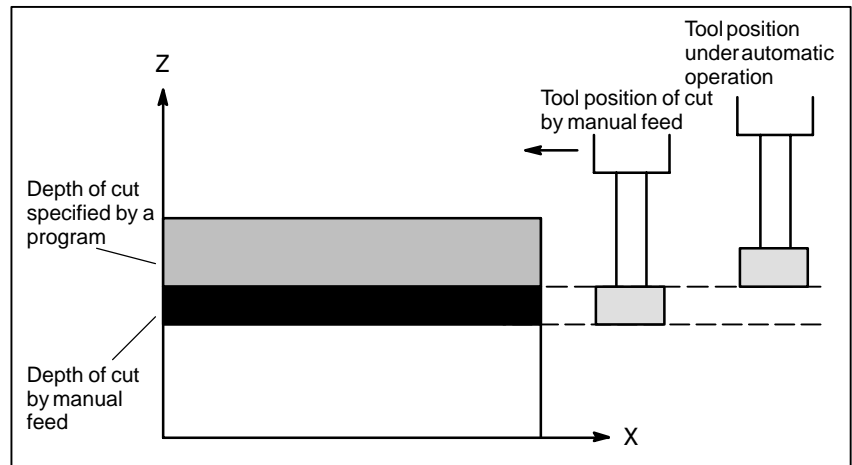 Tool position
under automatic
operation
Z
Tool position of cut
by manual feed
Depth of cut
specified by a
program
Depth of cut
by manual
feed
X